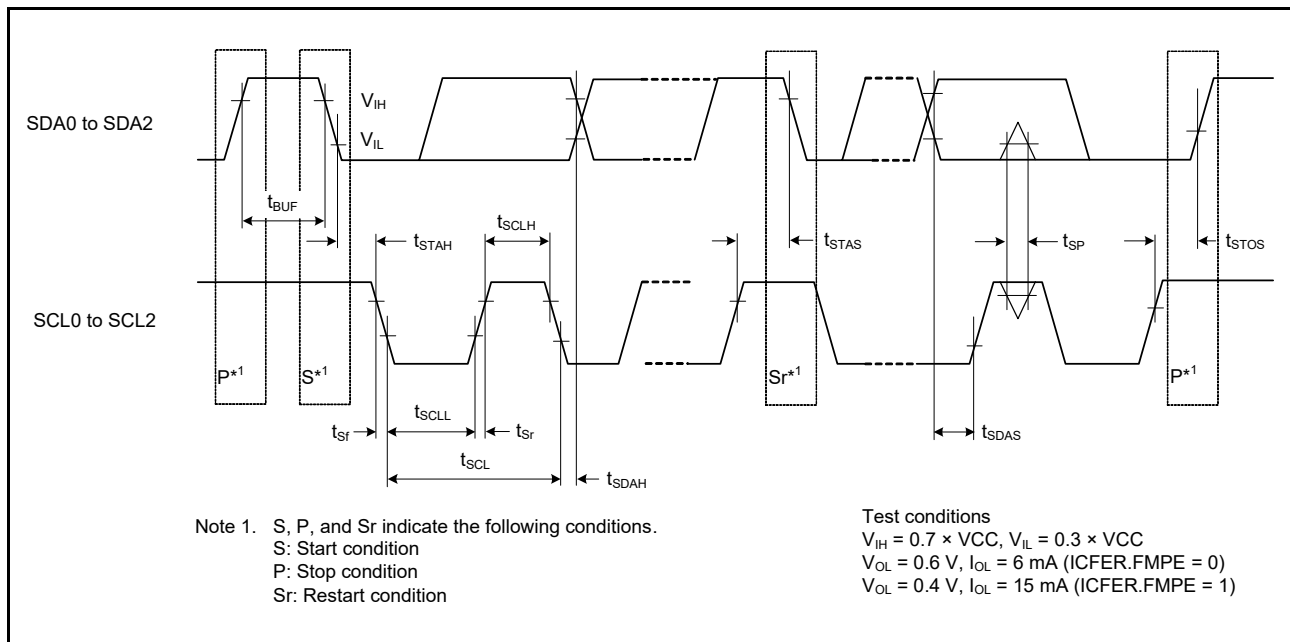 SDA0 to SDA2
VIH
VIL
tBUF
tSTAH
tSCLH
tSTAS
tSP
tSTOS
SCL0 to SCL2
P*1
S*1
Sr*1
P*1
tSf
tSCLL
tSr
tSCL
tSDAH
tSDAS
Note 1. S, P, and Sr indicate the following conditions.
S: Start condition
P: Stop condition
Sr: Restart condition
Test conditions
VIH = 0.7 × VCC, VIL = 0.3 × VCC
VOL = 0.6 V, IOL = 6 mA (ICFER.FMPE = 0)
VOL = 0.4 V, IOL = 15 mA (ICFER.FMPE = 1)